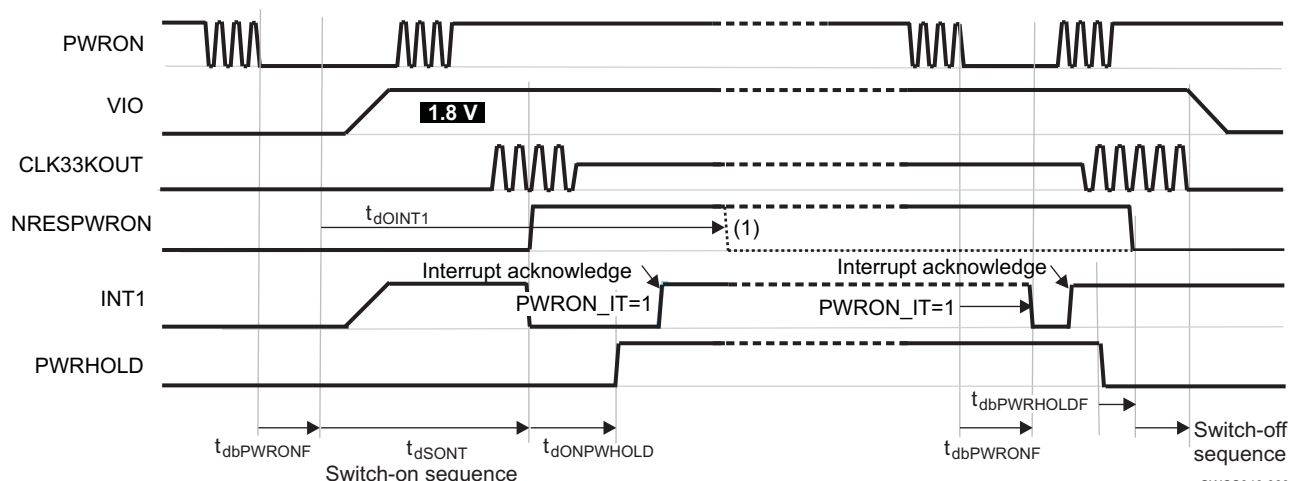 PWRON
VIO
1.8 V
CLK33KOUT
tdOINT1
NRESPWRON
(1)
Interrupt acknowledge
Interrupt acknowledge
INT1
PWRON_IT=1
PWRON_IT=1
PWRHOLD
tdbPWRHOLDF
tdbPWRONF
tdSONT
tdONPWHOLD
tdbPWRONF
Switch-off
sequence
Switch-on sequence